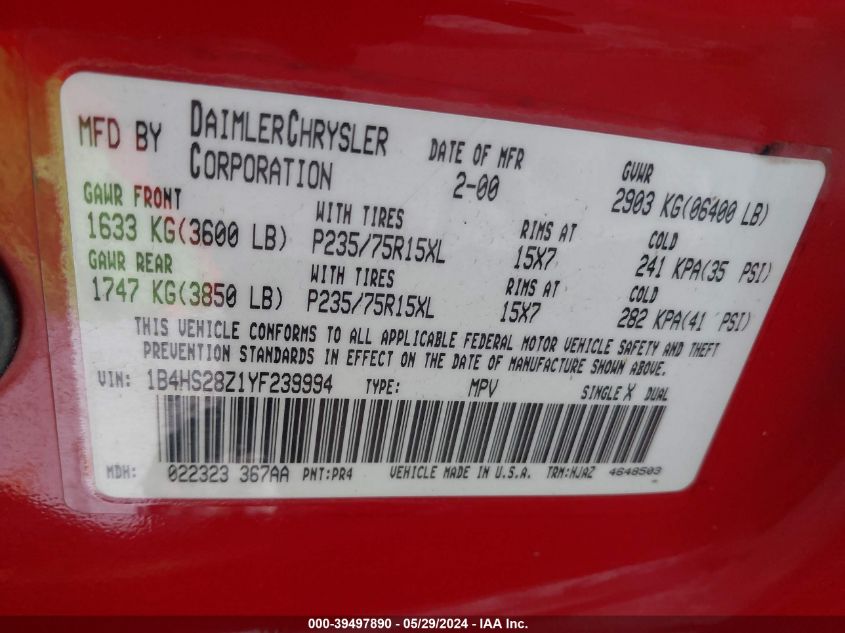 MFD BY DAIMLERCHRYSLER CORPORATION
DATE OF MFR 2-00
GVWR 2903 KG(06400 LB)
GAWR FRONT
1633 KG(3600 LB)
WITH TIRES
P235/75R15XL
RIMS AT
15X7
COLD
241 KPA(35 PSI)
GAWR REAR
1747 KG(3850 LB)
WITH TIRES
P235/75R15XL
RIMS AT
15X7
COLD
282 KPA(41 PSI)
THIS VEHICLE CONFORMS TO ALL APPLICABLE FEDERAL MOTOR VEHICLE SAFETY AND THEFT
PREVENTION STANDARDS IN EFFECT ON THE DATE OF MANUFACTURE SHOWN ABOVE.
VIN: 1B4HS28Z1YF239994 TYPE: MPV SINGLE X DUAL
MDH: 022323 367AA PNT:PR4 VEHICLE MADE IN U.S.A. TRM:HJAZ 4648503
000-39497890 - 05/29/2024 - IAA Inc.